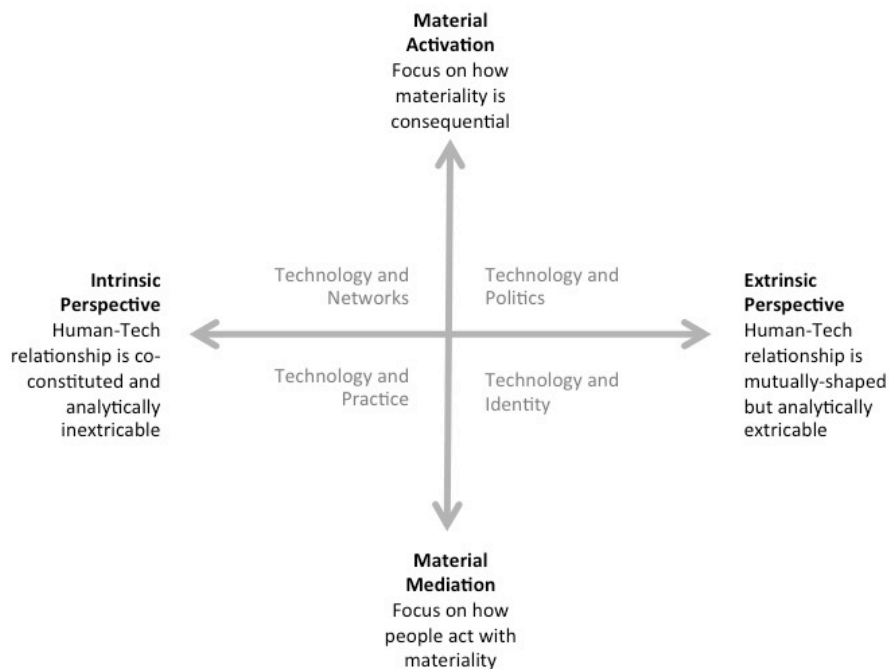 Material
Activation
Focus on how
materiality is
consequential
Technology and
Networks
Technology and
Politics
Intrinsic
Perspective
Human-Tech
relationship is co-
constituted and
analytically
inextricable
Extrinsic
Perspective
Human-Tech
relationship is
mutually-shaped
but analytically
extricable
Technology and
Practice
Technology and
Identity
Material
Mediation
Focus on how
people act with
materiality